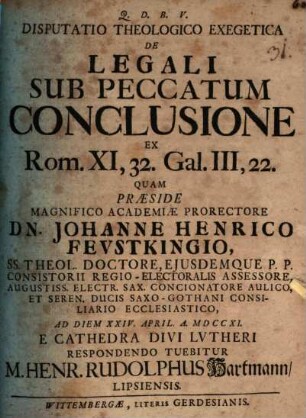 Q. D. B. V.
DISPUTATIO THEOLOGICO EXEGETICA
DE
LEGALI
SUB PECCATUM
CONCLUSIONE
EX
Rom. XI, 32. Gal. III, 22.
QUAM
PRÆSIDE
MAGNIFICO ACADEMIÆ PRORECTORE
DN. JOHANNE HENRICO
FEVSTKINGIO,
SS. THEOL. DOCTORE, EJUSDEMQUE P. P.
CONSISTORII REGIO-ELECTORALIS ASSESSORE,
AUGUSTISS. ELECTR. SAX. CONCIONATORE AULICO,
ET SEREN. DUCIS SAXO-GOTHANI CONSI-
LIARIO ECCLESIASTICO,
AD DIEM XXIV. APRIL. A. MDCCXI.
E CATHEDRA DIVI LVTHERI
RESPONDENDO TUEBITUR
M. HENR. RUDOLPHUS Hartmann/
LIPSIENSIS.
WITTEMBERGÆ, LITERIS GERDESIANIS.